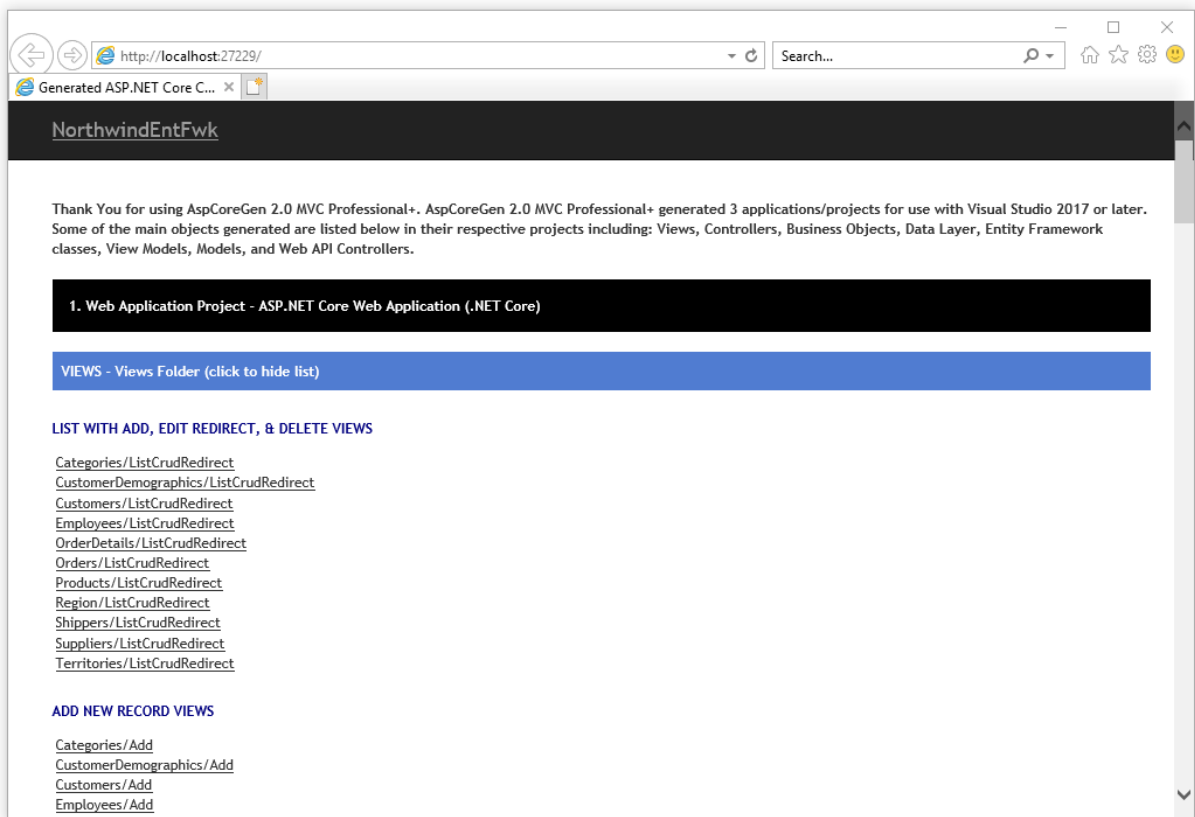 http://localhost:27229/
Search...
Generated ASP.NET Core C...
NorthwindEntFwk
Thank You for using AspCoreGen 2.0 MVC Professional+. AspCoreGen 2.0 MVC Professional+ generated 3 applications/projects for use with Visual Studio 2017 or later.
Some of the main objects generated are listed below in their respective projects including: Views, Controllers, Business Objects, Data Layer, Entity Framework
classes, View Models, Models, and Web API Controllers.
1. Web Application Project - ASP.NET Core Web Application (.NET Core)
VIEWS - Views Folder (click to hide list)
LIST WITH ADD, EDIT REDIRECT, & DELETE VIEWS
Categories/ListCrudRedirect
CustomerDemographics/ListCrudRedirect
Customers/ListCrudRedirect
Employees/ListCrudRedirect
OrderDetails/ListCrudRedirect
Orders/ListCrudRedirect
Products/ListCrudRedirect
Region/ListCrudRedirect
Shippers/ListCrudRedirect
Suppliers/ListCrudRedirect
Territories/ListCrudRedirect
ADD NEW RECORD VIEWS
Categories/Add
CustomerDemographics/Add
Customers/Add
Employees/Add